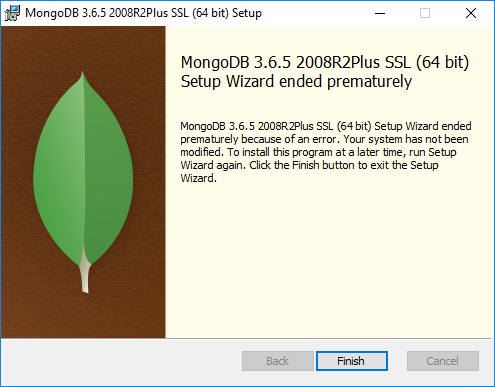 MongoDB 3.6.5 2008R2Plus SSL (64 bit) Setup
MongoDB 3.6.5 2008R2Plus SSL (64 bit)
Setup Wizard ended prematurely
MongoDB 3.6.5 2008R2Plus SSL (64 bit) Setup Wizard ended
prematurely because of an error. Your system has not been
modified. To install this program at a later time, run Setup
Wizard again. Click the Finish button to exit the Setup
Wizard.
Back
Finish
Cancel